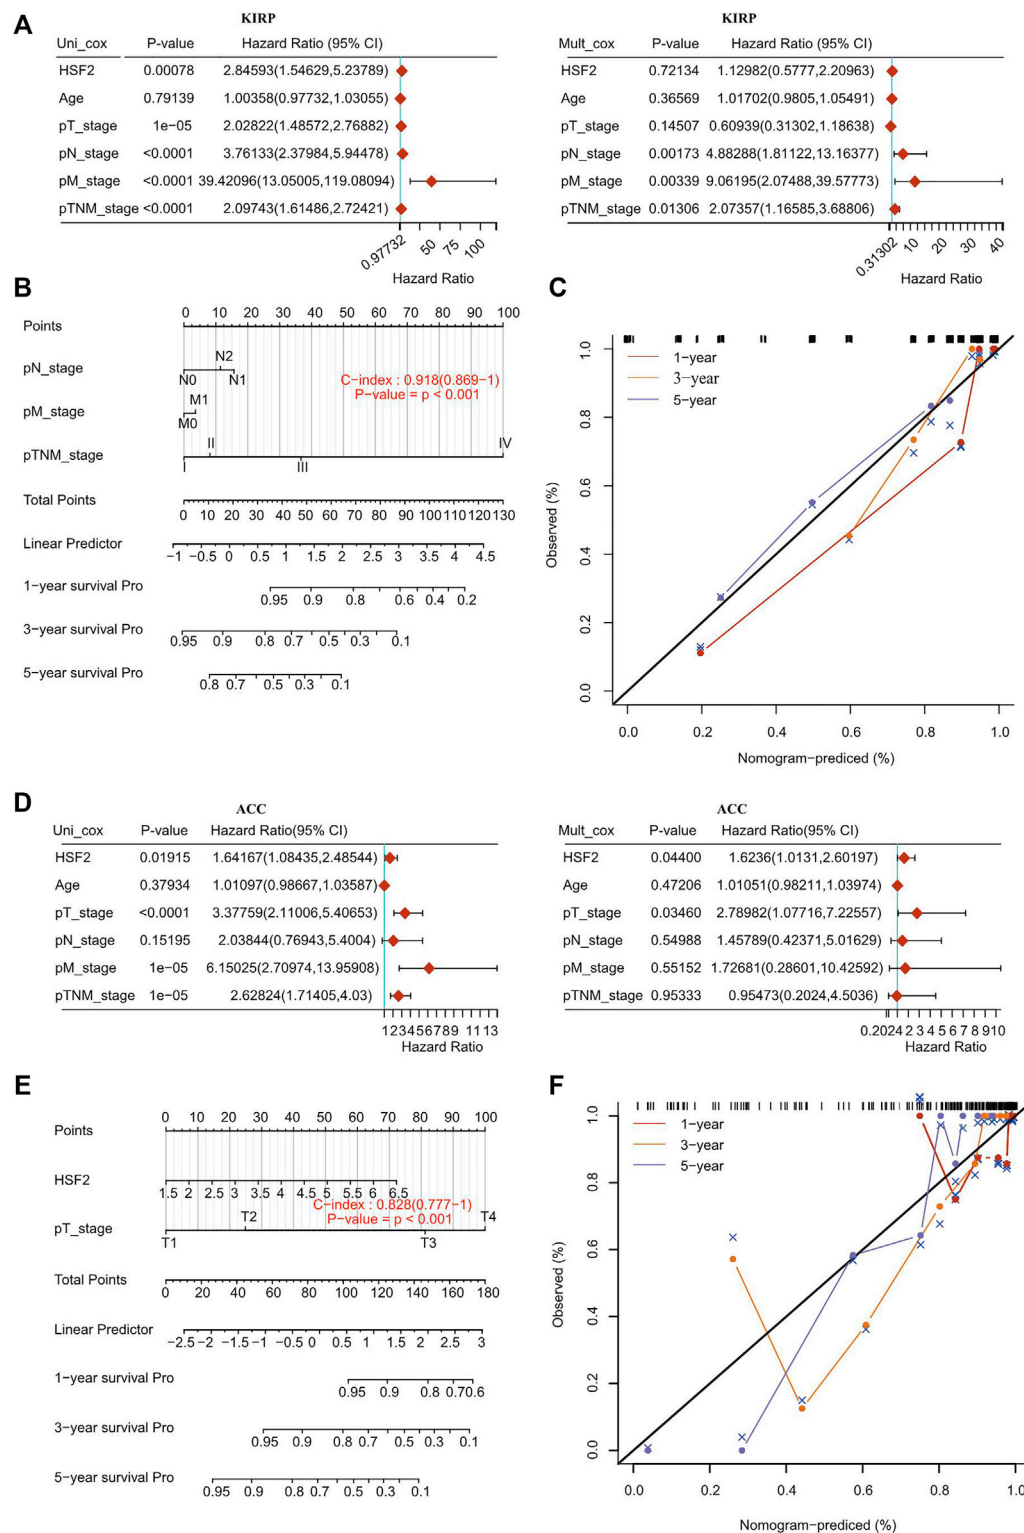 A
KIRP
Uni_cox P-value Hazard Ratio (95% CI)
HSF2 0.00078 2.84593(1.54629,5.23789)
Age 0.79139 1.00358(0.97732,1.03055)
pT_stage 1e-05 2.02822(1.48572,2.76882)
pN_stage <0.0001 3.76133(2.37984,5.94478)
pM_stage <0.0001 39.42096(13.05005,119.08094)
pTNM_stage <0.0001 2.09743(1.61486,2.72421)
0.97732 50 75 100
Hazard Ratio
KIRP
Mult_cox P-value Hazard Ratio (95% CI)
HSF2 0.72134 1.12982(0.5777,2.20963)
Age 0.36569 1.01702(0.9805,1.05491)
pT_stage 0.14507 0.60939(0.31302,1.18638)
pN_stage 0.00173 4.88288(1.81122,13.16377)
pM_stage 0.00339 9.06195(2.07488,39.57773)
pTNM_stage 0.01306 2.07357(1.16585,3.68806)
0.31302 10 20 30 40
Hazard Ratio
B
0 10 20 30 40 50 60 70 80 90 100
Points
N2
pN_stage
N0 N1
C-index : 0.918(0.869-1)
P-value = p < 0.001
M1
pM_stage
M0
II IV
pTNM_stage
I III
Total Points
0 10 20 30 40 50 60 70 80 90 100 110 120 130
Linear Predictor
-1 -0.5 0 0.5 1 1.5 2 2.5 3 3.5 4 4.5
1-year survival Pro
0.95 0.9 0.8 0.6 0.4 0.2
3-year survival Pro
0.95 0.9 0.8 0.7 0.5 0.3 0.1
5-year survival Pro
0.8 0.7 0.5 0.3 0.1
C
1-year
3-year
5-year
1.0
0.8
0.6
0.4
0.2
0.0
Observed (%)
0.0 0.2 0.4 0.6 0.8 1.0
Nomogram-prediced (%)
D
ACC
Uni_cox P-value Hazard Ratio(95% CI)
HSF2 0.01915 1.64167(1.08435,2.48544)
Age 0.37934 1.01097(0.98667,1.03587)
pT_stage <0.0001 3.37759(2.11006,5.40653)
pN_stage 0.15195 2.03844(0.76943,5.4004)
pM_stage 1e-05 6.15025(2.70974,13.95908)
pTNM_stage 1e-05 2.62824(1.71405,4.03)
1 2 3 4 5 6 7 8 9 11 13
Hazard Ratio
ACC
Mult_cox P-value Hazard Ratio(95% CI)
HSF2 0.04400 1.6236(1.0131,2.60197)
Age 0.47206 1.01051(0.98211,1.03974)
pT_stage 0.03460 2.78982(1.07716,7.22557)
pN_stage 0.54988 1.45789(0.42371,5.01629)
pM_stage 0.55152 1.72681(0.28601,10.42592)
pTNM_stage 0.95333 0.95473(0.2024,4.5036)
0.2024 2 3 4 5 6 7 8 9 10
Hazard Ratio
E
0 10 20 30 40 50 60 70 80 90 100
Points
HSF2
1.5 2 2.5 3 3.5 4 4.5 5 5.5 6 6.5
C-index : 0.828(0.777-1)
P-value = p < 0.001
T2 T4
pT_stage
T1 T3
Total Points
0 20 40 60 80 100 120 140 160 180
Linear Predictor
-2.5 -2 -1.5 -1 -0.5 0 0.5 1 1.5 2 2.5 3
1-year survival Pro
0.95 0.9 0.8 0.7 0.6
3-year survival Pro
0.95 0.9 0.8 0.7 0.5 0.3 0.1
5-year survival Pro
0.95 0.9 0.8 0.7 0.5 0.3 0.1
F
1-year
3-year
5-year
1.0
0.8
0.6
0.4
0.2
0.0
Observed (%)
0.0 0.2 0.4 0.6 0.8 1.0
Nomogram-prediced (%)